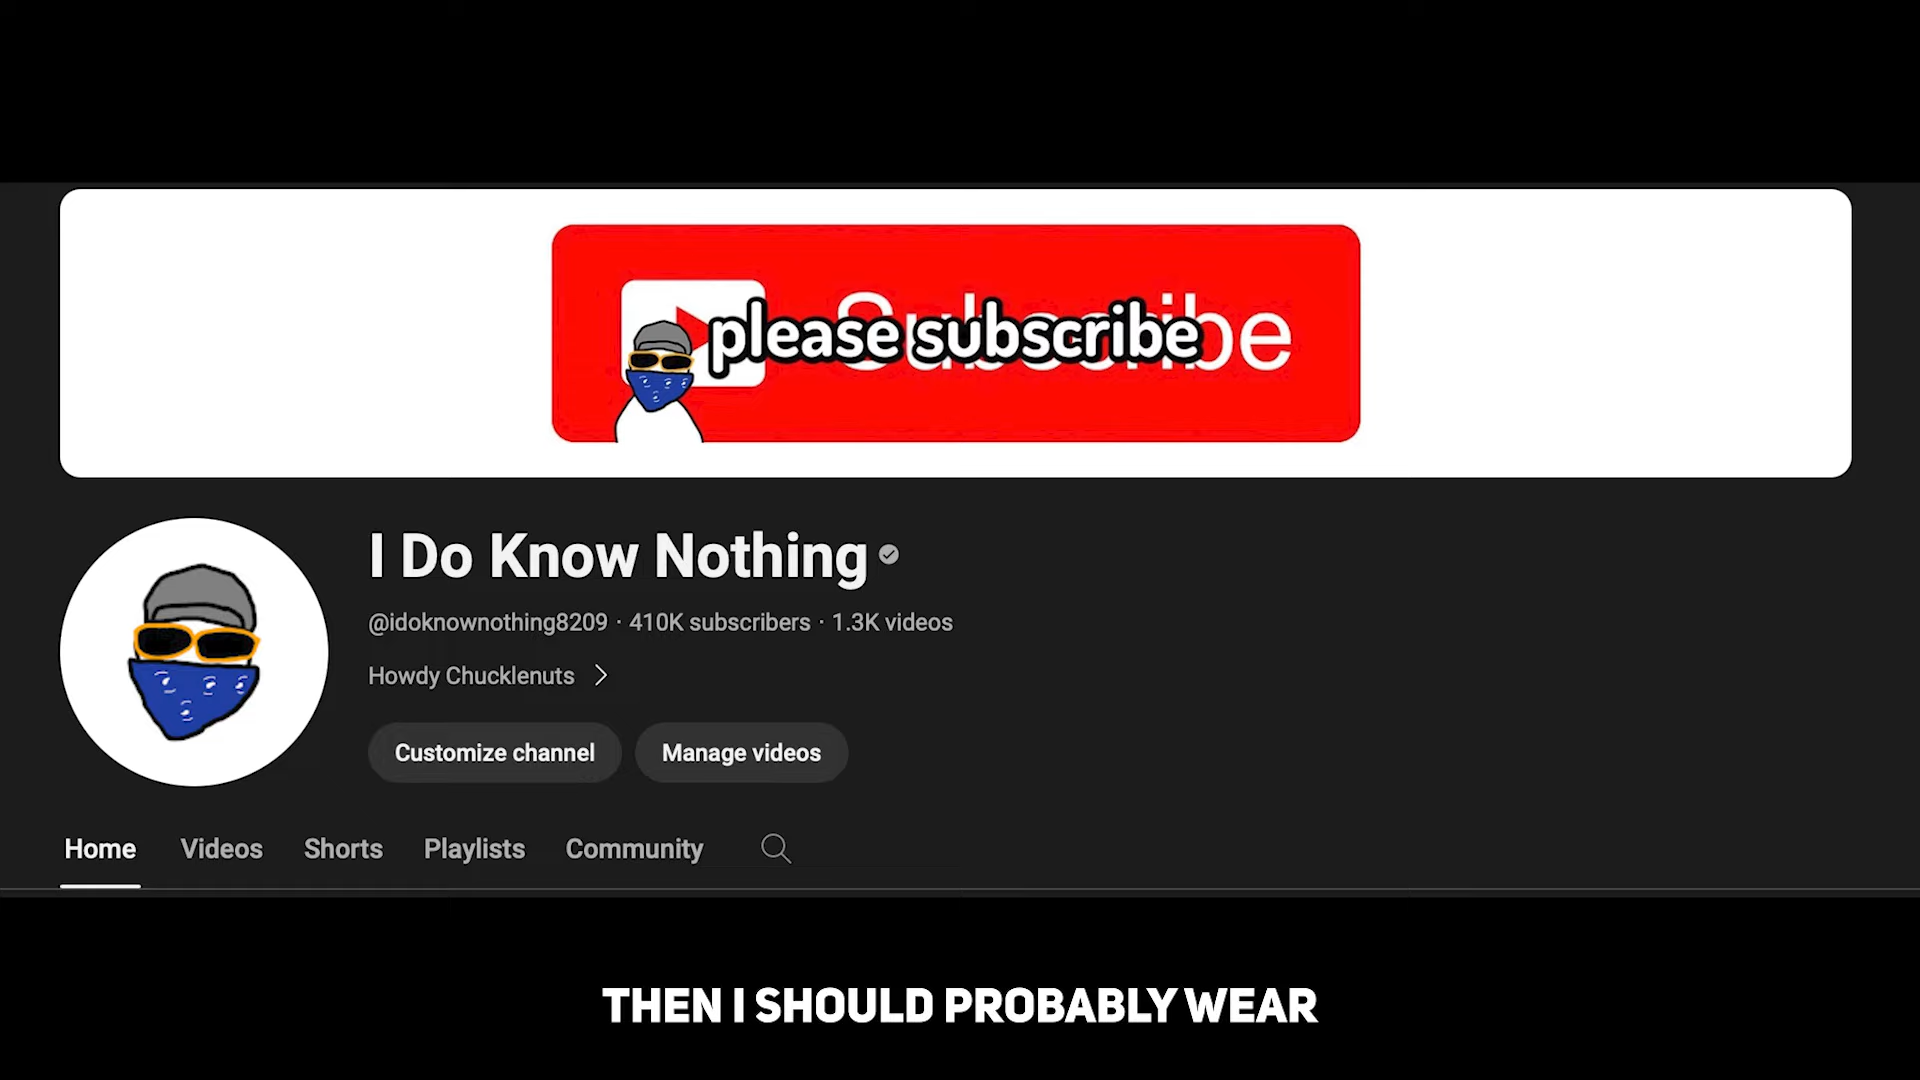 Subscribe
please subscribe
I Do Know Nothing
@idoknownothing8209 · 410K subscribers · 1.3K videos
Howdy Chucklenuts
Customize channel Manage videos
Home Videos Shorts Playlists Community
THEN I SHOULD PROBABLY WEAR